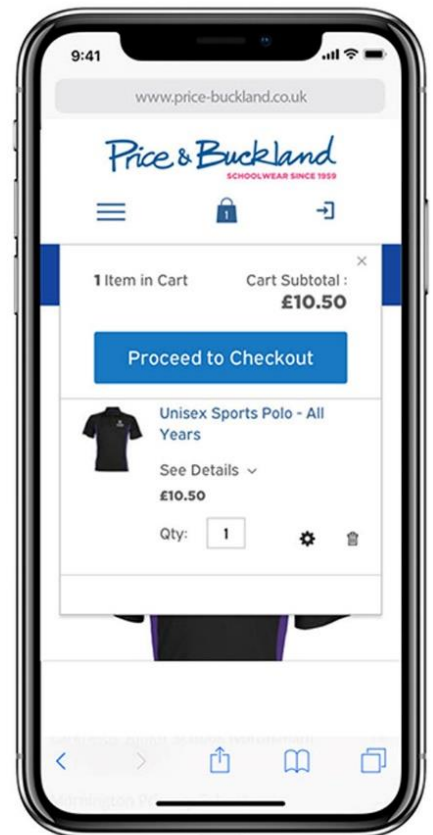 9:41
www.price-buckland.co.uk
Price & Buckland
SCHOOLWEAR SINCE 1959
1
1 Item in Cart
Cart Subtotal :
£10.50
Proceed to Checkout
Unisex Sports Polo - All
Years
See Details
£10.50
Qty: 1